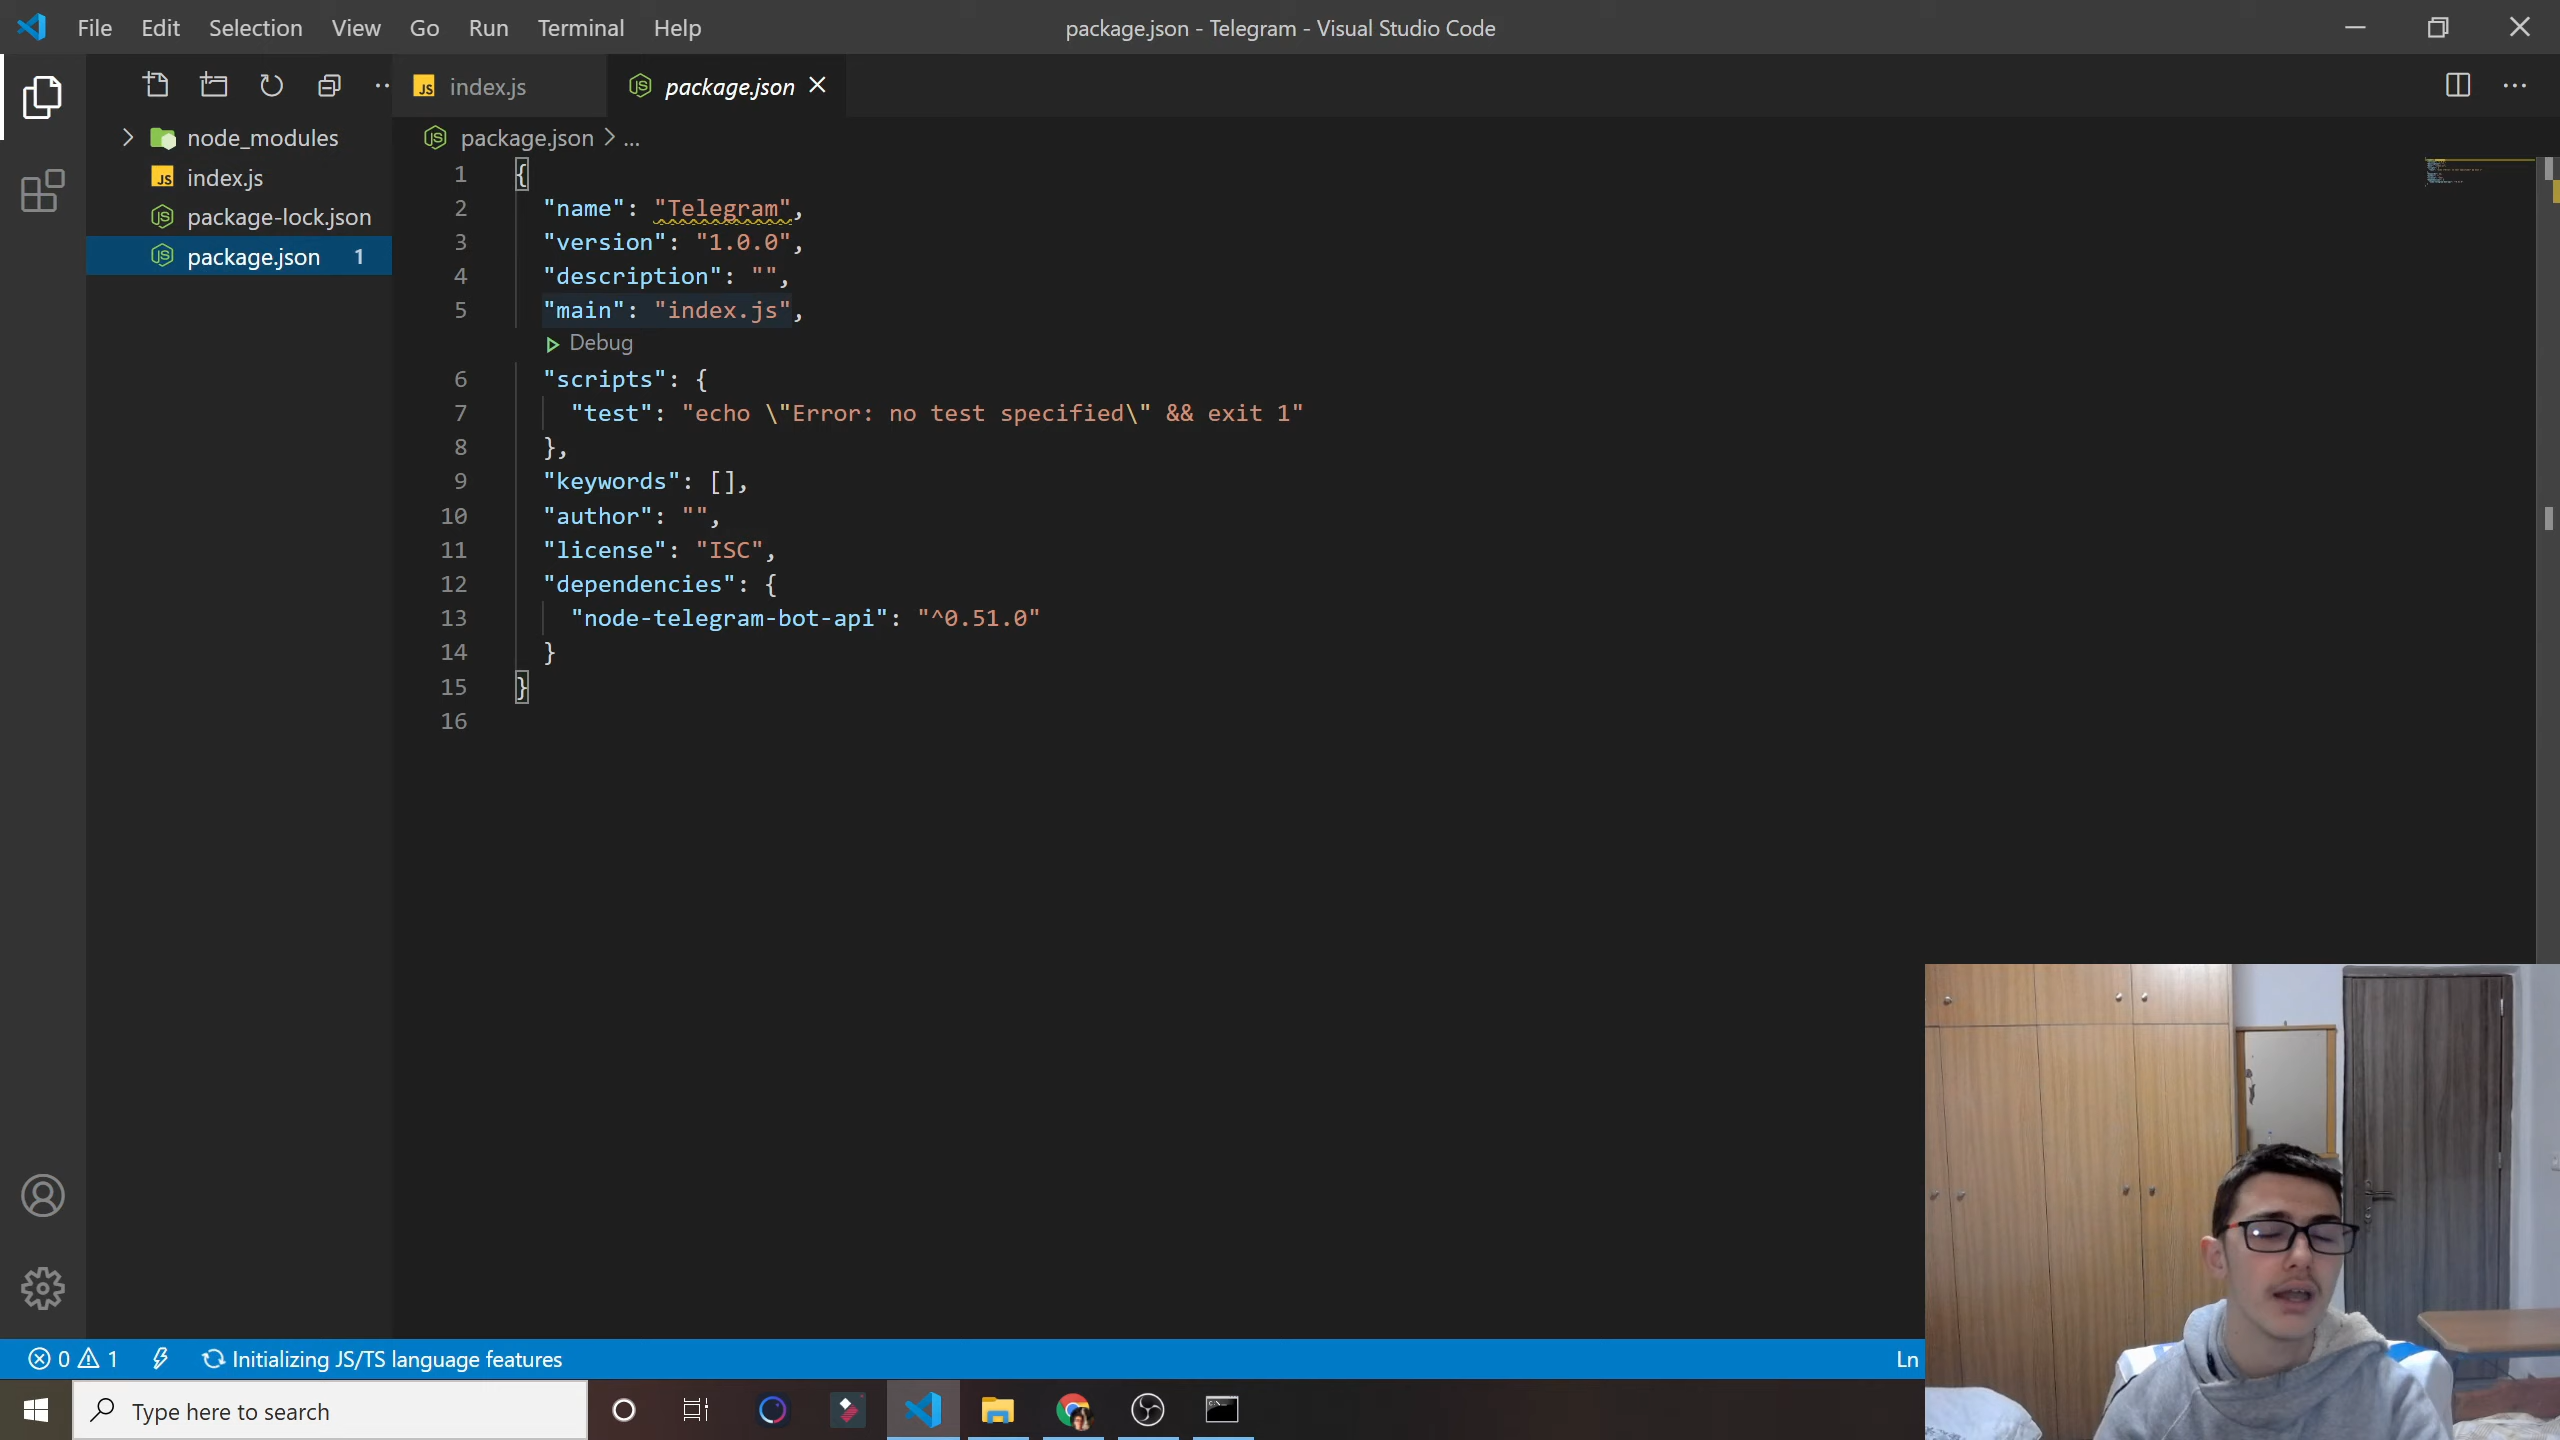 File Edit Selection View Go Run Terminal Help
package.json - Telegram - Visual Studio Code
index.js
package.json
node_modules
index.js
package-lock.json
package.json 1
package.json > ...
1 {
2 "name": "Telegram",
3 "version": "1.0.0",
4 "description": "",
5 "main": "index.js",
Debug
6 "scripts": {
7 "test": "echo \"Error: no test specified\" && exit 1"
8 },
9 "keywords": [],
10 "author": "",
11 "license": "ISC",
12 "dependencies": {
13 "node-telegram-bot-api": "^0.51.0"
14 }
15 }
16
0 1 Initializing JS/TS language features
Ln
Type here to search